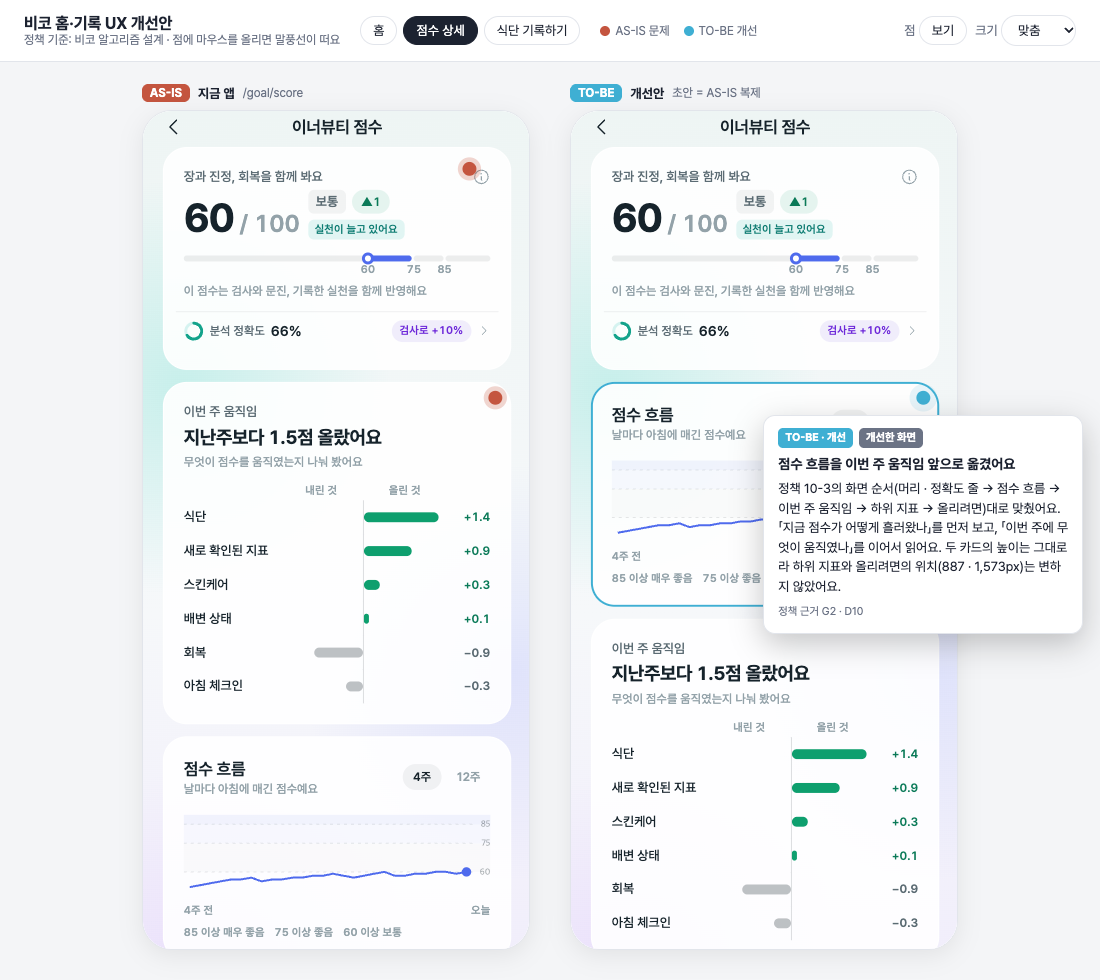 비코 홈·기록 UX 개선안
정책 기준: 비코 알고리즘 설계 · 점에 마우스를 올리면 말풍선이 떠요
홈
점수 상세
식단 기록하기
AS-IS 문제
TO-BE 개선
점
보기
크기
맞춤
AS-IS 지금 앱 /goal/score
이너뷰티 점수
장과 진정, 회복을 함께 봐요
60 / 100
보통
▲1
실천이 늘고 있어요
60 75 85
이 점수는 검사와 문진, 기록한 실천을 함께 반영해요
분석 정확도 66%
검사로 +10%
이번 주 움직임
지난주보다 1.5점 올랐어요
무엇이 점수를 움직였는지 나눠 봤어요
내린 것 올린 것
식단 +1.4
새로 확인된 지표 +0.9
스킨케어 +0.3
배변 상태 +0.1
회복 −0.9
아침 체크인 −0.3
점수 흐름
날마다 아침에 매긴 점수예요
4주 12주
85
75
60
4주 전 오늘
85 이상 매우 좋음 75 이상 좋음 60 이상 보통
TO-BE 개선안 초안 = AS-IS 복제
이너뷰티 점수
장과 진정, 회복을 함께 봐요
60 / 100
보통
▲1
실천이 늘고 있어요
60 75 85
이 점수는 검사와 문진, 기록한 실천을 함께 반영해요
분석 정확도 66%
검사로 +10%
점수 흐름
날마다 아침에 매긴 점수예요
4주 전
85 이상 매우 좋음 75 이상 좋음
TO-BE · 개선 개선한 화면
점수 흐름을 이번 주 움직임 앞으로 옮겼어요
정책 10-3의 화면 순서(머리 · 정확도 줄 → 점수 흐름 →
이번 주 움직임 → 하위 지표 → 올리려면)대로 맞췄어요.
「지금 점수가 어떻게 흘러왔나」를 먼저 보고, 「이번 주에 무
엇이 움직였나」를 이어서 읽어요. 두 카드의 높이는 그대로
라 하위 지표와 올리려면의 위치(887 · 1,573px)는 변하
지 않았어요.
정책 근거 G2 · D10
이번 주 움직임
지난주보다 1.5점 올랐어요
무엇이 점수를 움직였는지 나눠 봤어요
내린 것 올린 것
식단 +1.4
새로 확인된 지표 +0.9
스킨케어 +0.3
배변 상태 +0.1
회복 −0.9
아침 체크인 −0.3